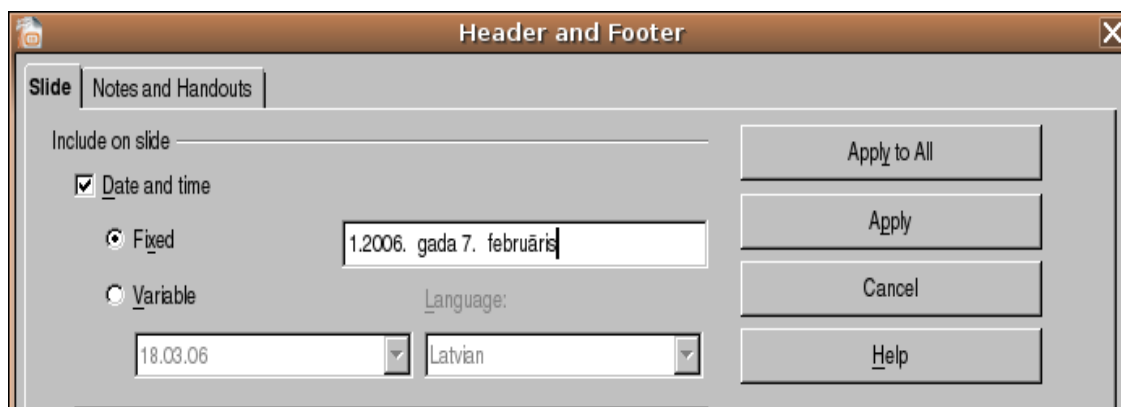 Header and Footer
Slide
Notes and Handouts
Include on slide
Apply to All
Date and time
Apply
Fixed
1.2006. gada 7. februāris
Variable
Language:
Cancel
18.03.06
Latvian
Help